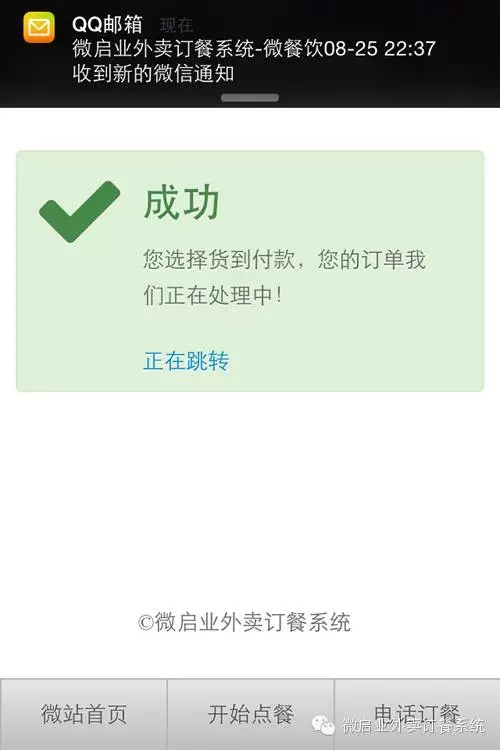 QQ邮箱 现在
微启业外卖订餐系统-微餐饮08-25 22:37
收到新的微信通知
成功
您选择货到付款，您的订单我
们正在处理中！
正在跳转
©微启业外卖订餐系统
微站首页 开始点餐 电话订餐
微启业外卖订餐系统